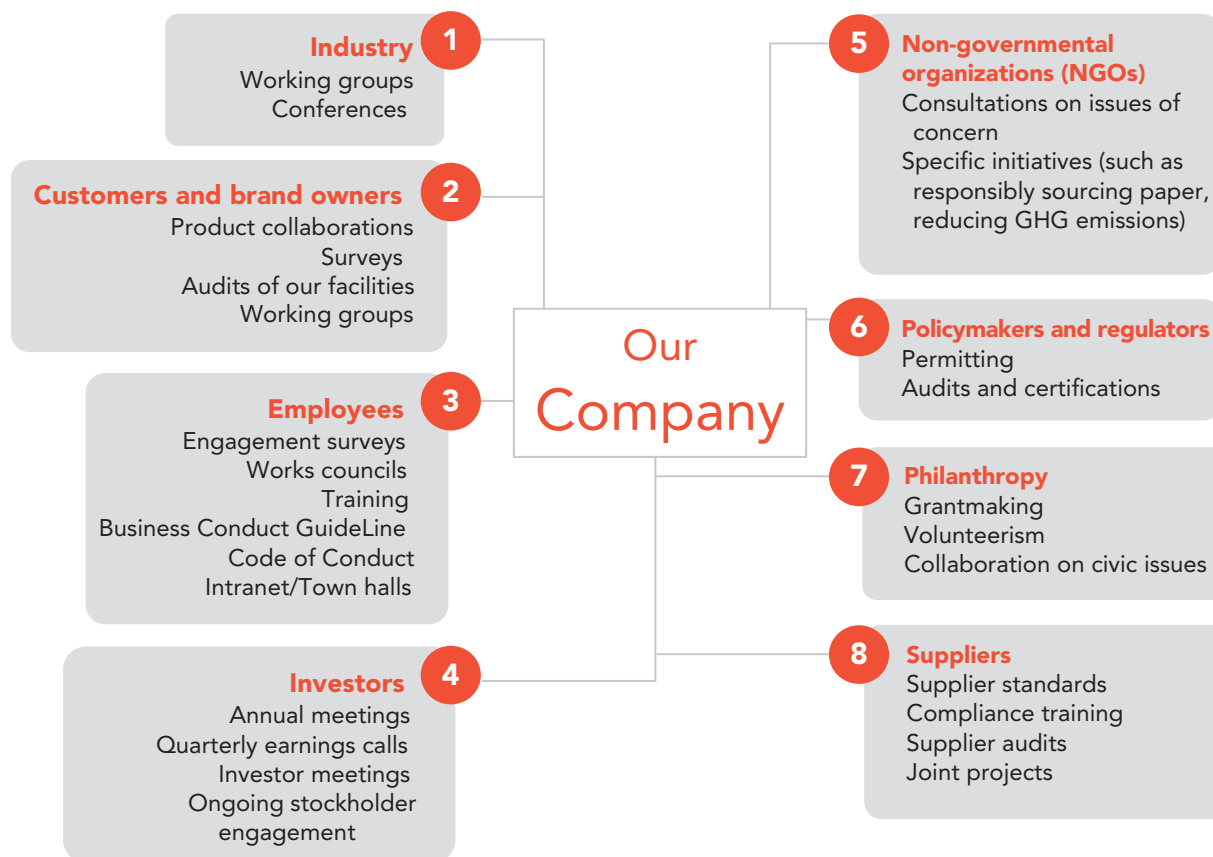 1
Industry
Working groups
Conferences
2
Customers and brand owners
Product collaborations
Surveys
Audits of our facilities
Working groups
3
Employees
Engagement surveys
Works councils
Training
Business Conduct GuideLine
Code of Conduct
Intranet/Town halls
4
Investors
Annual meetings
Quarterly earnings calls
Investor meetings
Ongoing stockholder
engagement
Our
Company
5
Non-governmental
organizations (NGOs)
Consultations on issues of
concern
Specific initiatives (such as
responsibly sourcing paper,
reducing GHG emissions)
6
Policymakers and regulators
Permitting
Audits and certifications
7
Philanthropy
Grantmaking
Volunteerism
Collaboration on civic issues
8
Suppliers
Supplier standards
Compliance training
Supplier audits
Joint projects